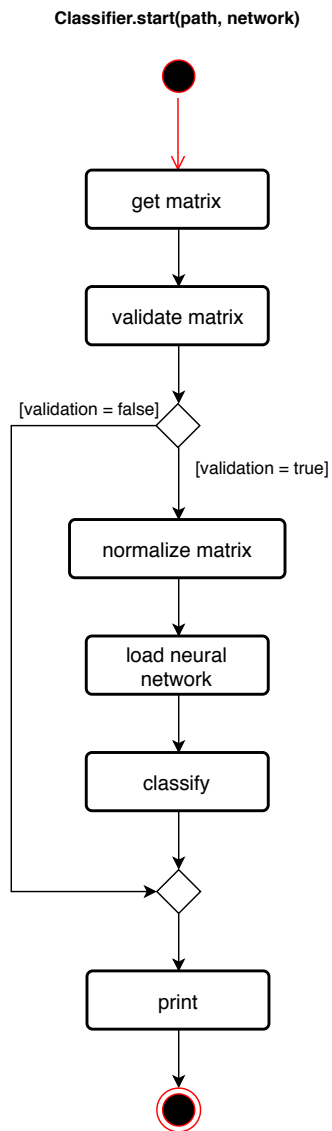 Classifier.start(path, network)
get matrix
validate matrix
[validation = false]
[validation = true]
normalize matrix
load neural
network
classify
print